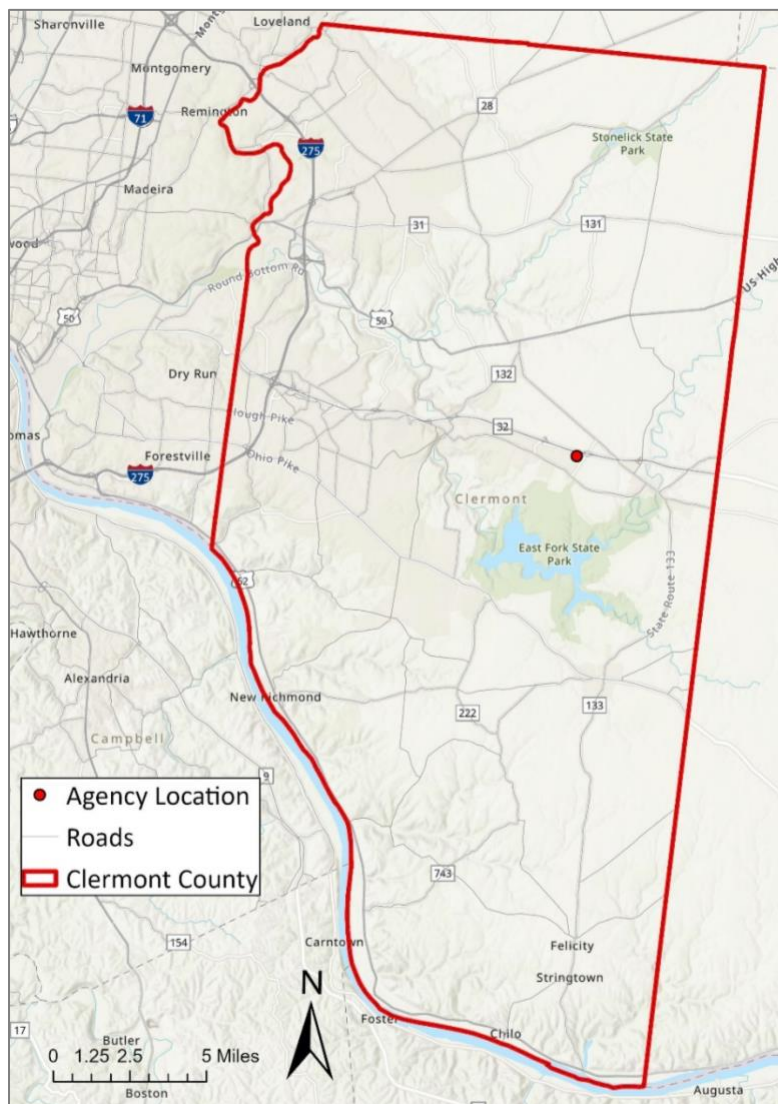 Sharonville
Loveland
Montgomery
28
Remington
71
Stonelick State
Park
275
Madeira
131
31
wood
Round Bottom Rd
US High
50
50
Dry Run
132
lough Pike
32
omas
Forestville
Ohio Pike
275
Clermont
East Fork State
Park
State Route 133
52
Hawthorne
Alexandria
New Richmond
222
133
Campbell
9
Agency Location
Roads
Clermont County
743
154
Carntown
Felicity
Stringtown
N
Foster
Chilo
17
Butler
0 1.25 2.5 5 Miles
Boston
Augusta